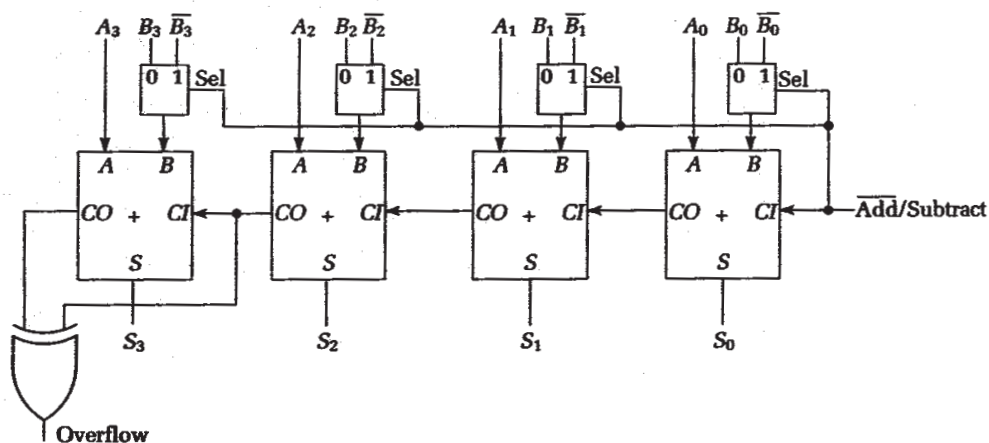 A₃ B₃ B̅₃ A₂ B₂ B̅₂ A₁ B₁ B̅₁ A₀ B₀ B̅₀
0 1 Sel 0 1 Sel 0 1 Sel 0 1 Sel
A B A B A B A B
CO + CI CO + CI CO + CI CO + CI A̅d̅d̅/Subtract
S S S S
S₃ S₂ S₁ S₀
Overflow